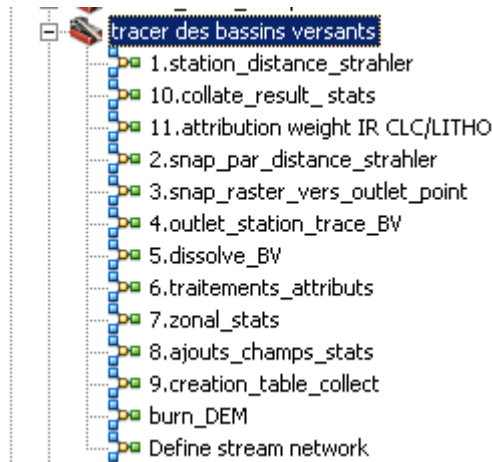 tracer des bassins versants
1.station_distance_strahler
10.collate_result_ stats
11.attribution weight IR CLC/LITHO
2.snap_par_distance_strahler
3.snap_raster_vers_outlet_point
4.outlet_station_trace_BV
5.dissolve_BV
6.traitements_attributs
7.zonal_stats
8.ajouts_champs_stats
9.creation_table_collect
burn_DEM
Define stream network